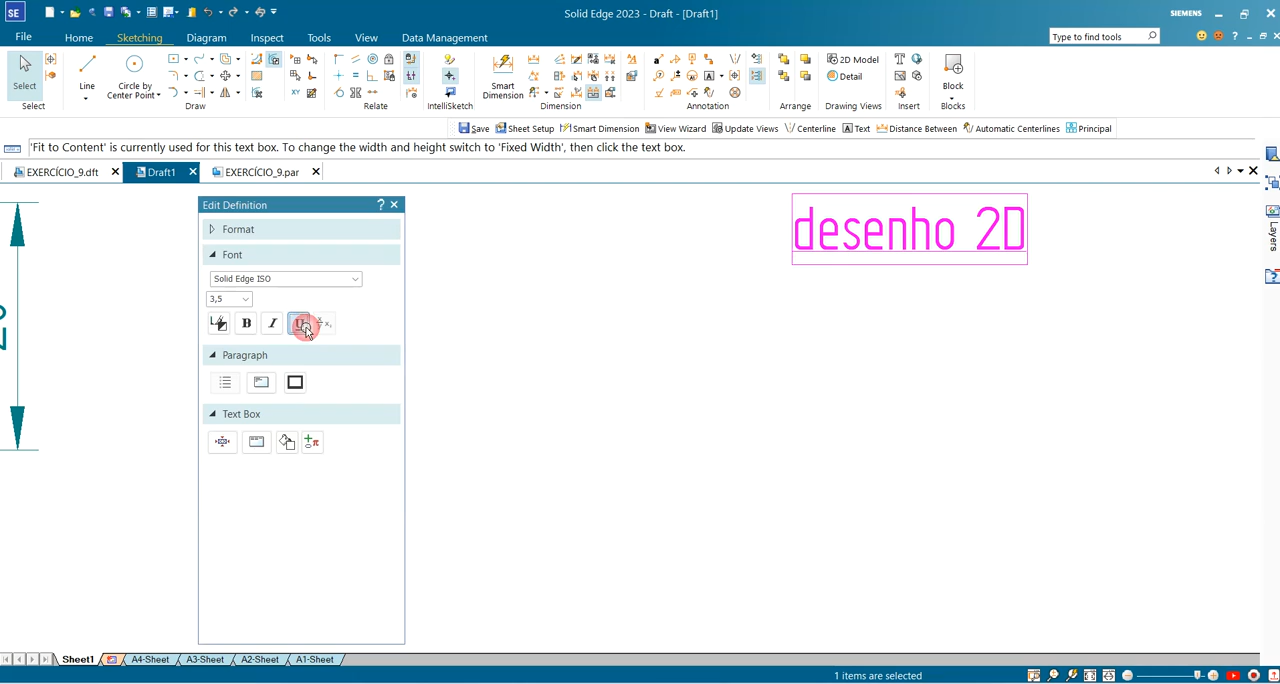 SE
Solid Edge 2023 - Draft - [Draft1]
SIEMENS
File
Home
Sketching
Diagram
Inspect
Tools
View
Data Management
Type to find tools
Select
Select
Line
Circle by
Center Point
Draw
Relate
IntelliSketch
Smart
Dimension
Dimension
Annotation
Arrange
2D Model
Detail
Drawing Views
Insert
Block
Blocks
Save
Sheet Setup
Smart Dimension
View Wizard
Update Views
Centerline
Text
Distance Between
Automatic Centerlines
Principal
'Fit to Content' is currently used for this text box. To change the width and height switch to 'Fixed Width', then click the text box.
EXERCÍCIO_9.dft
Draft1
EXERCÍCIO_9.par
Layers
Edit Definition
Format
Font
Solid Edge ISO
3,5
B
I
U
Paragraph
Text Box
desenho 2D
Sheet1
A4-Sheet
A3-Sheet
A2-Sheet
A1-Sheet
1 items are selected